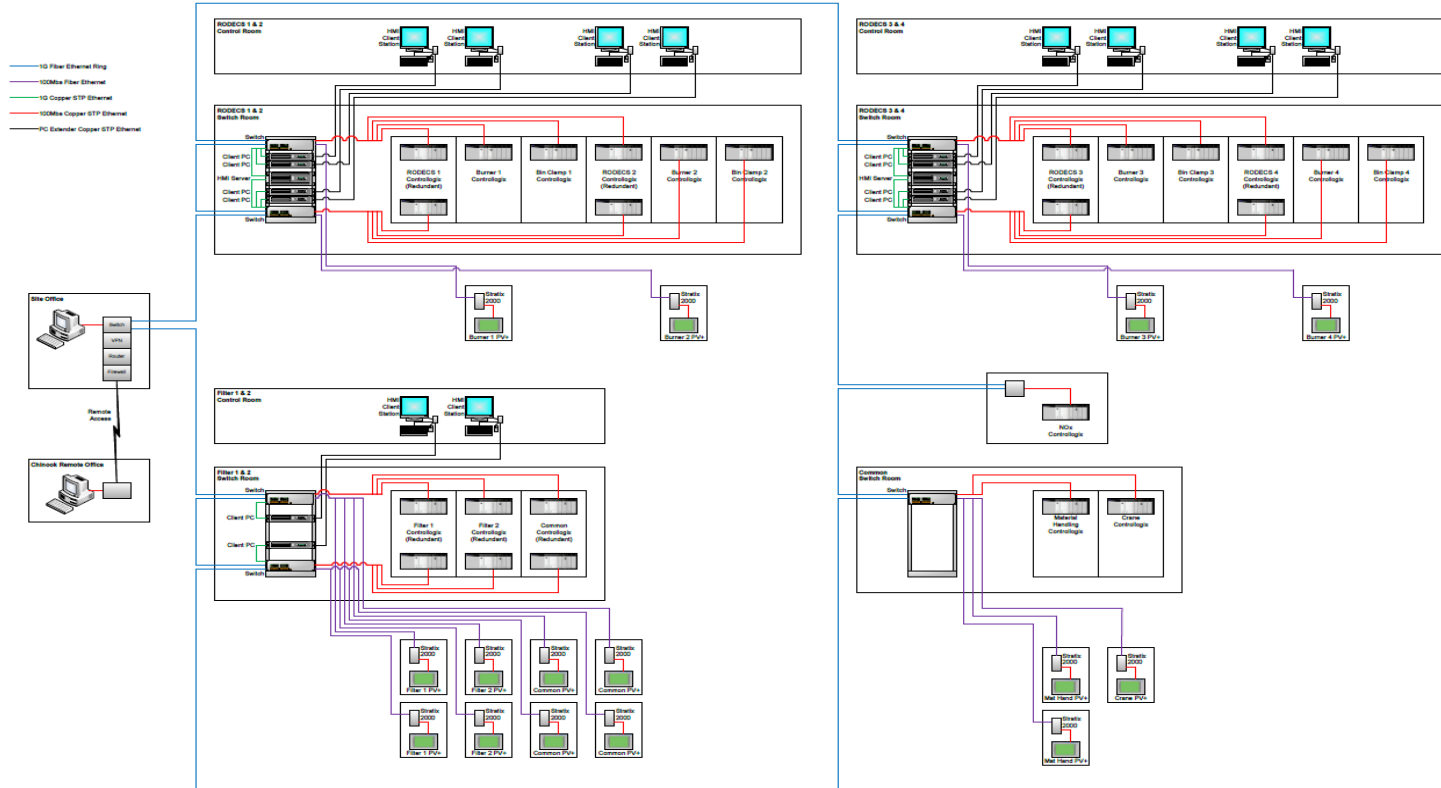 1G Fiber Ethernet Ring
100Mbs Fiber Ethernet
1G Copper STP Ethernet
100Mbs Copper STP Ethernet
PC Extender Copper STP Ethernet
RODECS 1 & 2
Control Room
HMI
Client
Station
HMI
Client
Station
HMI
Client
Station
HMI
Client
Station
RODECS 1 & 2
Switch Room
Switch
Client PC
Client PC
HMI Server
Client PC
Client PC
Switch
RODECS 1
Controllogix
(Redundant)
Burner 1
Controllogix
Bin Clamp 1
Controllogix
RODECS 2
Controllogix
(Redundant)
Burner 2
Controllogix
Bin Clamp 2
Controllogix
Stratix
2000
Burner 1 PV+
Stratix
2000
Burner 2 PV+
RODECS 3 & 4
Control Room
HMI
Client
Station
HMI
Client
Station
HMI
Client
Station
HMI
Client
Station
RODECS 3 & 4
Switch Room
Switch
Client PC
Client PC
HMI Server
Client PC
Client PC
Switch
RODECS 3
Controllogix
(Redundant)
Burner 3
Controllogix
Bin Clamp 3
Controllogix
RODECS 4
Controllogix
(Redundant)
Burner 4
Controllogix
Bin Clamp 4
Controllogix
Stratix
2000
Burner 3 PV+
Stratix
2000
Burner 4 PV+
Site Office
Switch
VPN
Router
Firewall
Remote
Access
Chinook Remote Office
Filter 1 & 2
Control Room
HMI
Client
Station
HMI
Client
Station
Filter 1 & 2
Switch Room
Switch
Client PC
Client PC
Switch
Filter 1
Controllogix
(Redundant)
Filter 2
Controllogix
(Redundant)
Common
Controllogix
(Redundant)
Stratix
2000
Filter 1 PV+
Stratix
2000
Filter 2 PV+
Stratix
2000
Common PV+
Stratix
2000
Common PV+
Stratix
2000
Filter 1 PV+
Stratix
2000
Filter 2 PV+
Stratix
2000
Common PV+
Stratix
2000
Common PV+
NOx
Controllogix
Common
Switch Room
Switch
Material
Handling
Controllogix
Crane
Controllogix
Stratix
2000
Mat Hand PV+
Stratix
2000
Crane PV+
Stratix
2000
Mat Hand PV+